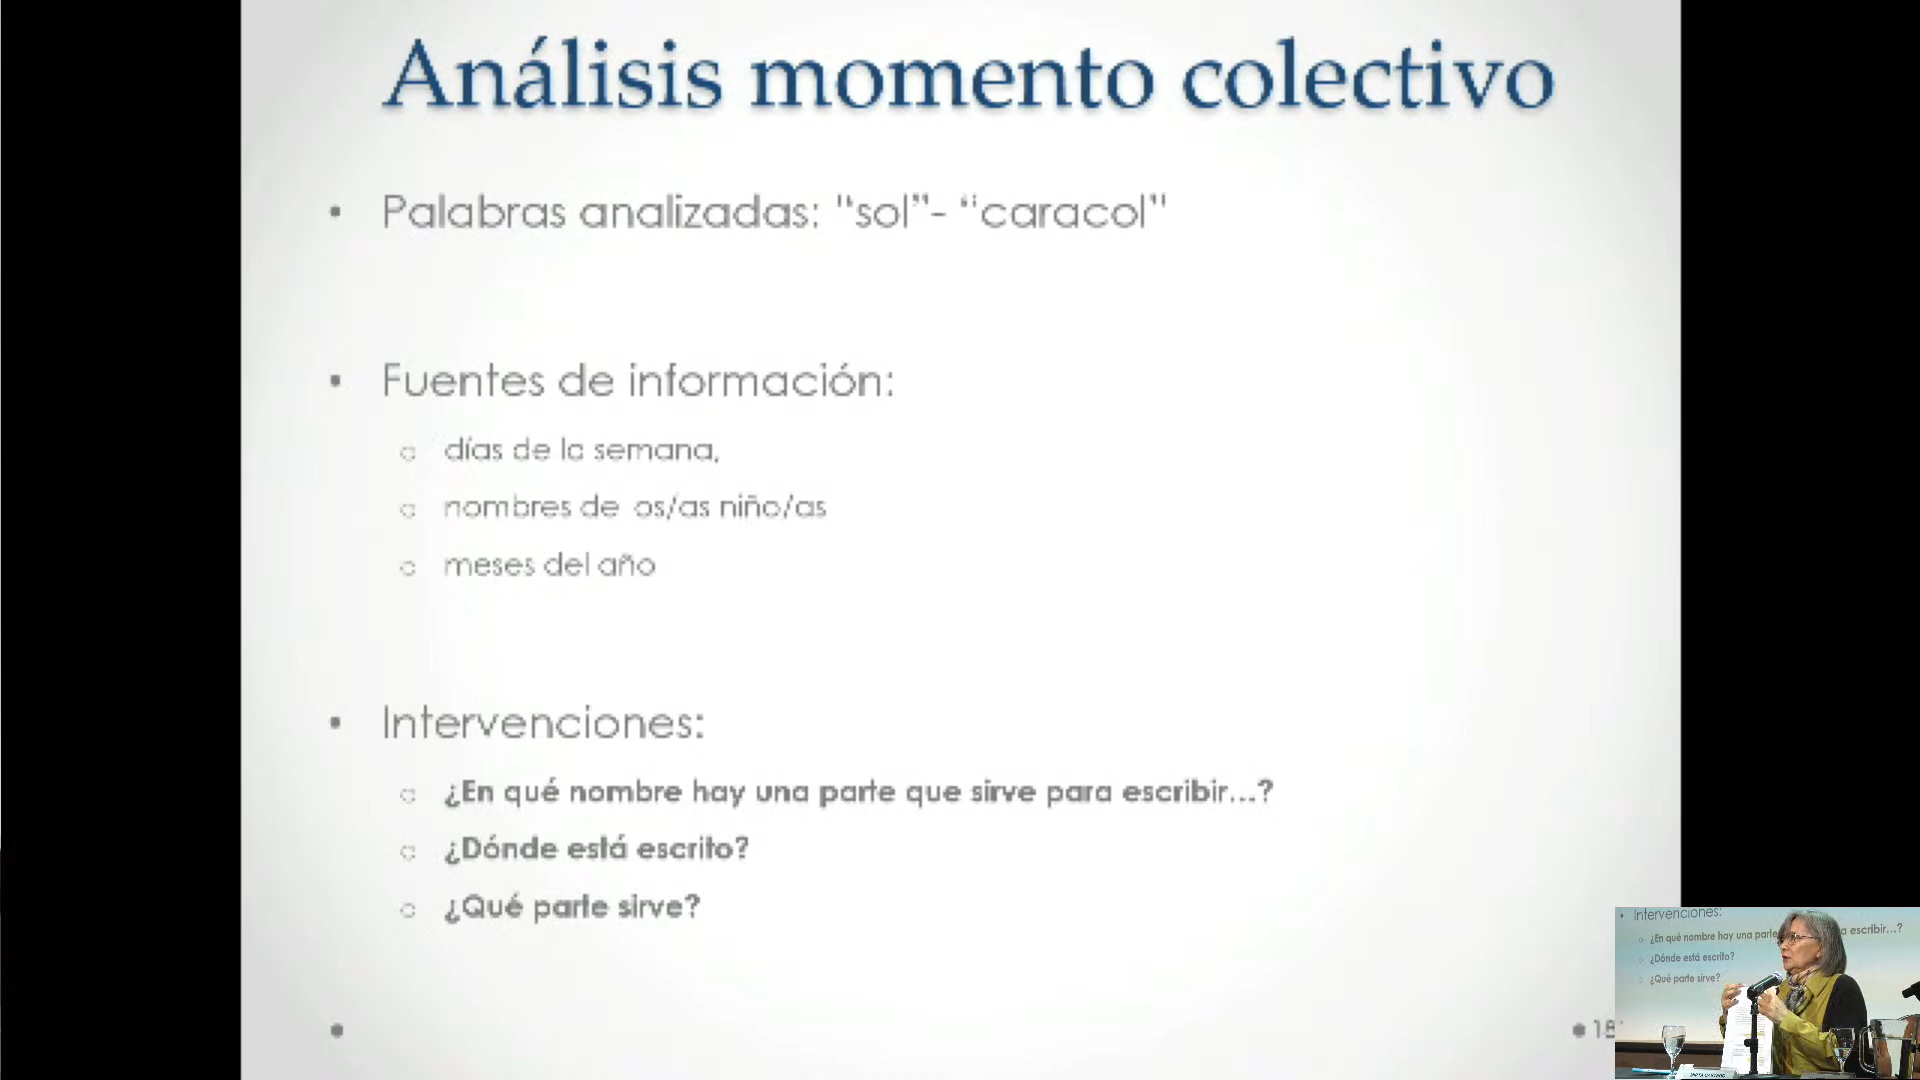 Análisis momento colectivo
• Palabras analizadas: "sol"- "caracol"
• Fuentes de información:
o días de la semana,
o nombres de os/as niño/as
o meses del año
• Intervenciones:
o ¿En qué nombre hay una parte que sirve para escribir...?
o ¿Dónde está escrito?
o ¿Qué parte sirve?
• 18
• Intervenciones:
o ¿En qué nombre hay una parte a escribir...?
o ¿Dónde está escrito?
o ¿Qué parte sirve?